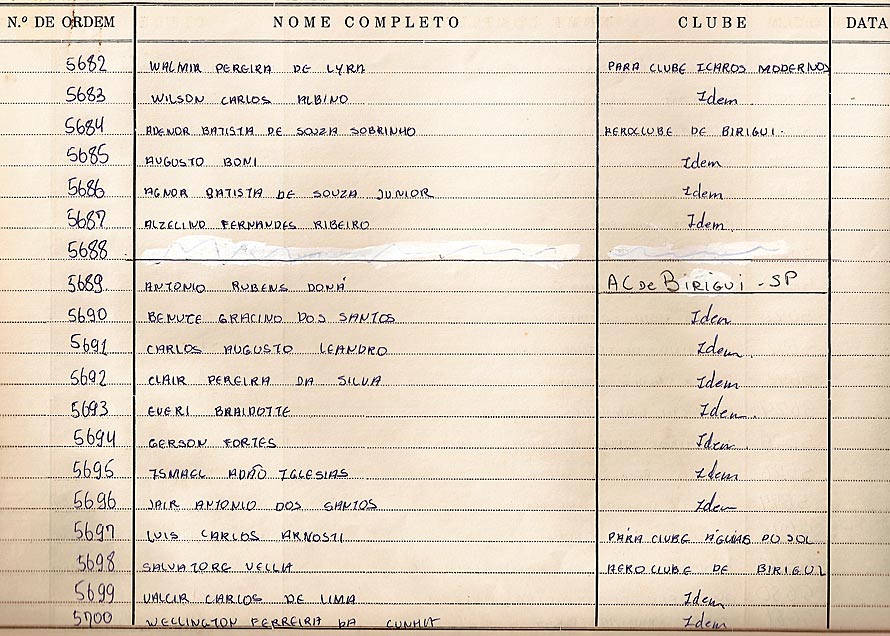 N.º DE ORDEM NOME COMPLETO CLUBE DATA
5682 WALMIR PEREIRA DE LYRA PARA CLUBE ICAROS MODERNOS
5683 WILSON CARLOS ALBINO Idem
5684 ADENOR BATISTA DE SOUZA SOBRINHO AEROCLUBE DE BIRIGUI.
5685 AUGUSTO BONI Idem
5686 AGNOR BATISTA DE SOUZA JUNIOR Idem
5687 ALZELINO FERNANDES RIBEIRO Idem
5688
5689 ANTONIO RUBENS DONÁ AC de BIRIGUI - SP
5690 BENUTE GRACINO DOS SANTOS Idem
5691 CARLOS AUGUSTO LEANDRO Idem
5692 CLAIR PEREIRA DA SILVA Idem
5693 EVERI BRAIDOTTE Idem
5694 GERSON FORTES Idem
5695 ISMAEL ADÃO IGLESIAS Idem
5696 JAIR ANTONIO DOS SANTOS Idem
5697 LUIS CARLOS ARNOSTI PÁRA CLUBE ÁGUIAS DO SOL
5698 SALVATORE VELLA AEROCLUBE DE BIRIGUI
5699 VALCIR CARLOS DE LIMA Idem
5700 WELLINGTON FERREIRA DA CUNHA Idem